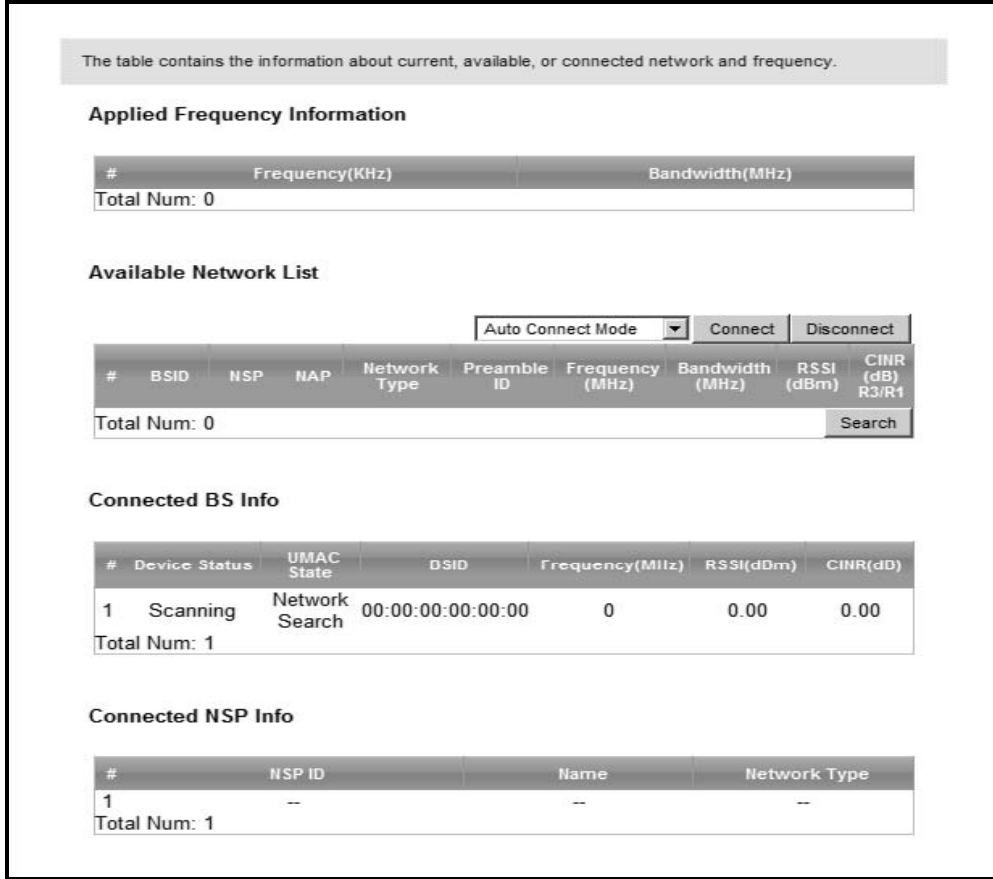 The table contains the information about current, available, or connected network and frequency.
Applied Frequency Information
# Frequency(KHz) Bandwidth(MHz)
Total Num: 0
Available Network List
Auto Connect Mode Connect Disconnect
# BSID NSP NAP Network Type Preamble ID Frequency (MHz) Bandwidth (MHz) RSSI (dBm) CINR (dB) R3/R1
Total Num: 0 Search
Connected BS Info
# Device Status UMAC State BSID Frequency(MHz) RSSI(dBm) CINR(dB)
1 Scanning Network Search 00:00:00:00:00:00 0 0.00 0.00
Total Num: 1
Connected NSP Info
# NSP ID Name Network Type
1 -- -- --
Total Num: 1